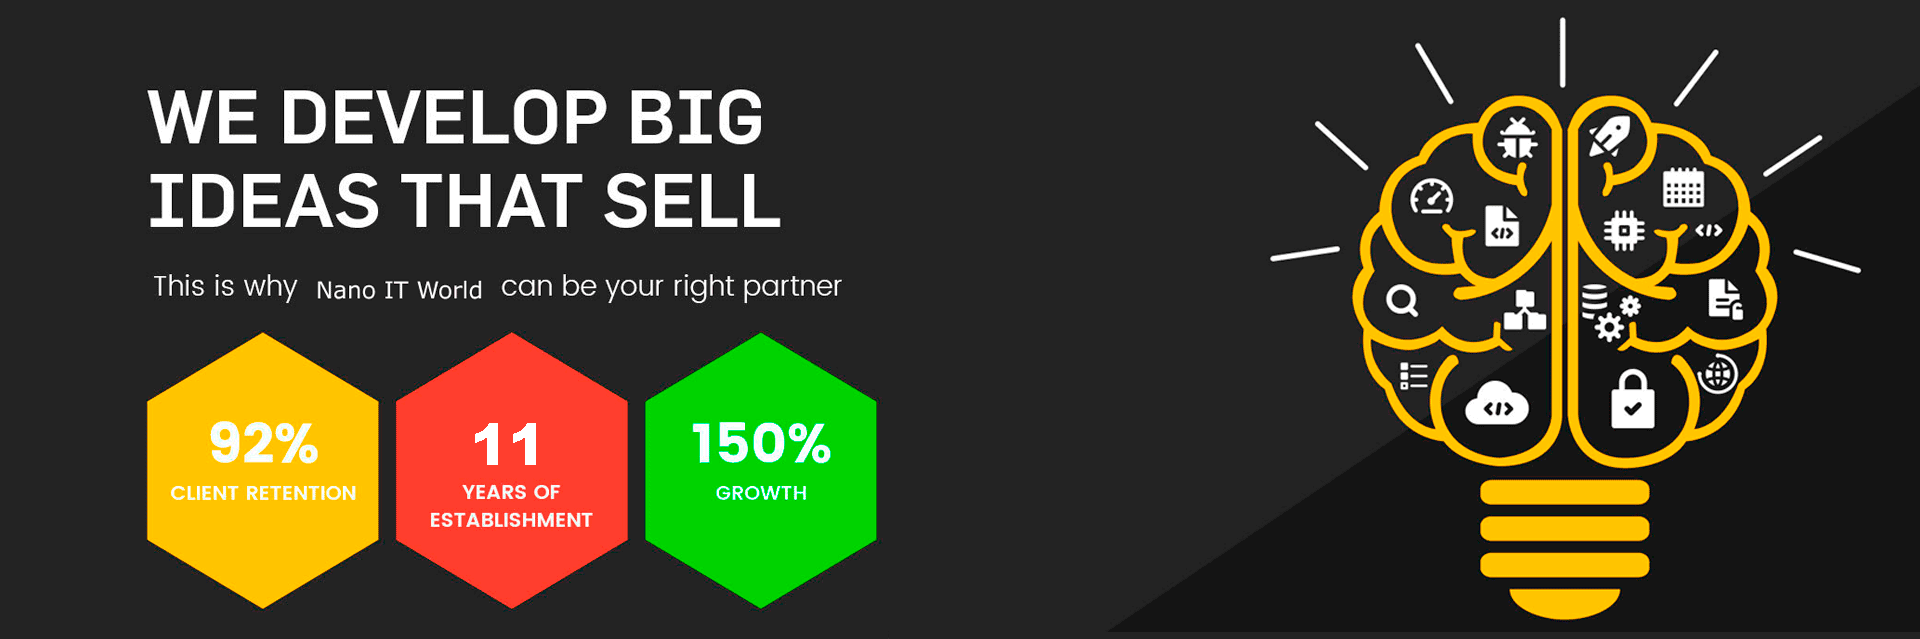 WE DEVELOP BIG
IDEAS THAT SELL
This is why Nano IT World can be your right partner
92%
CLIENT RETENTION
11
YEARS OF
ESTABLISHMENT
150%
GROWTH